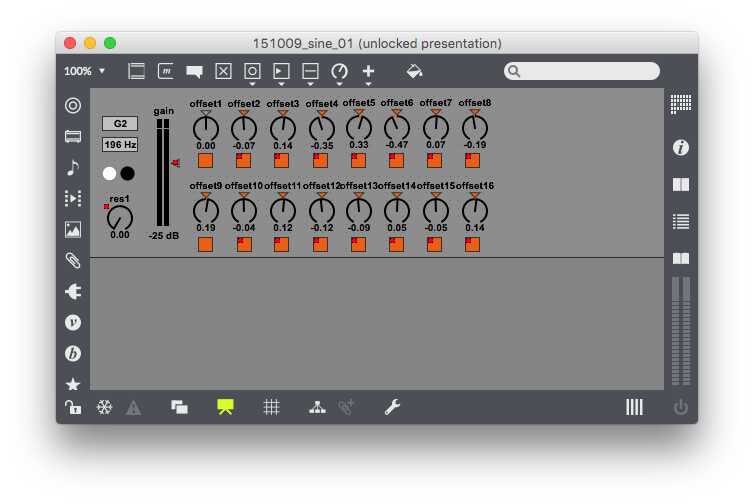 151009_sine_01 (unlocked presentation)
100%
gain offset1 offset2 offset3 offset4 offset5 offset6 offset7 offset8
G2
196 Hz
0.00 -0.07 0.14 -0.35 0.33 -0.47 0.07 -0.19
offset9 offset10 offset11 offset12 offset13 offset14 offset15 offset16
res1
0.19 -0.04 0.12 -0.12 -0.09 0.05 -0.05 0.14
0.00
-25 dB